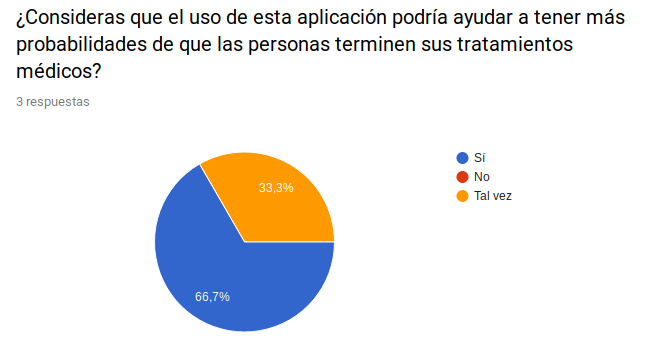 ¿Consideras que el uso de esta aplicación podría ayudar a tener más
probabilidades de que las personas terminen sus tratamientos
médicos?
3 respuestas
33,3%
66,7%
Sí
No
Tal vez